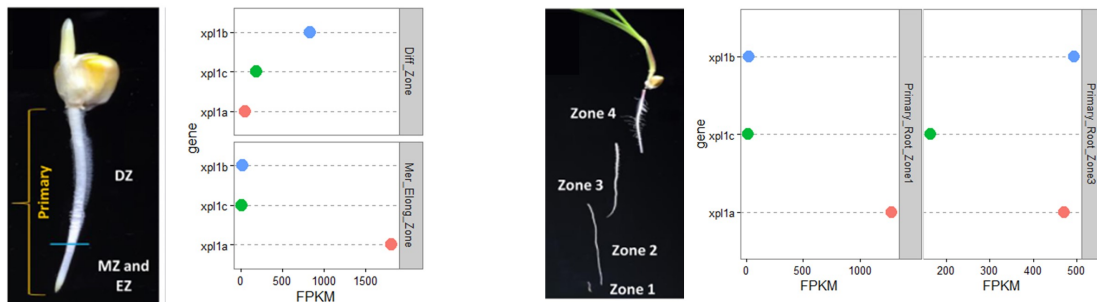 Primary
DZ
MZ and
EZ
gene
xpl1b
xpl1c
xpl1a
Diff_Zone
xpl1b
xpl1c
xpl1a
Mer_Elong_Zone
0
500
1000
1500
FPKM
Zone 4
Zone 3
Zone 2
Zone 1
gene
xpl1b
xpl1c
xpl1a
Primary_Root_Zone1
Primary_Root_Zone3
0
500
1000
200
300
400
500
FPKM
FPKM